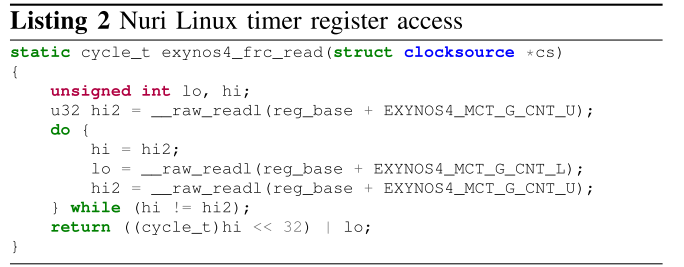 Listing 2 Nuri Linux timer register access
static cycle_t exynos4_frc_read(struct clocksource *cs)
{
    unsigned int lo, hi;
    u32 hi2 = __raw_readl(reg_base + EXYNOS4_MCT_G_CNT_U);
    do {
        hi = hi2;
        lo = __raw_readl(reg_base + EXYNOS4_MCT_G_CNT_L);
        hi2 = __raw_readl(reg_base + EXYNOS4_MCT_G_CNT_U);
    } while (hi != hi2);
    return ((cycle_t)hi << 32) | lo;
}